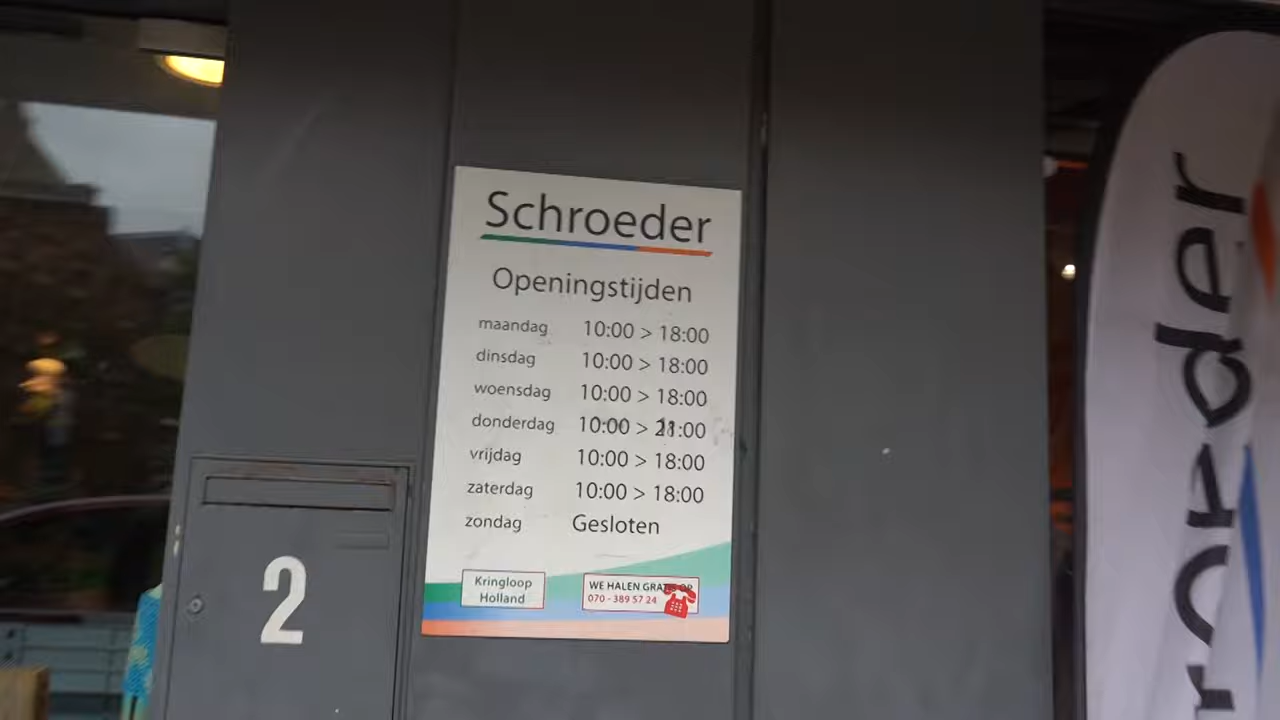 Schroeder
Openingstijden
maandag 10:00 > 18:00
dinsdag 10:00 > 18:00
woensdag 10:00 > 18:00
donderdag 10:00 > 21:00
vrijdag 10:00 > 18:00
zaterdag 10:00 > 18:00
zondag Gesloten
Kringloop
Holland
WE HALEN GRATIS OP
070 - 389 57 24
2
roeder